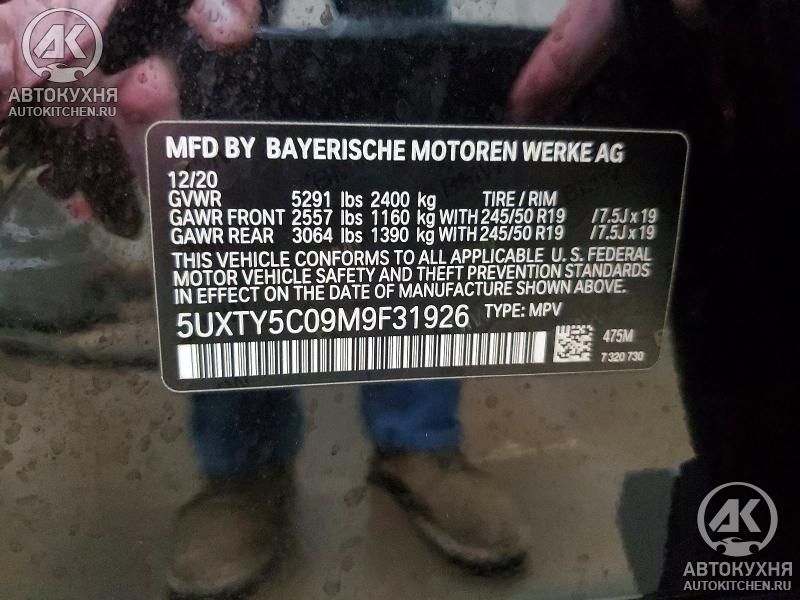 AK
АВТОКУХНЯ
AUTOKITCHEN.RU
MFD BY BAYERISCHE MOTOREN WERKE AG
12/20
GVWR 5291 lbs 2400 kg TIRE / RIM
GAWR FRONT 2557 lbs 1160 kg WITH 245/50 R19 / 7.5J x 19
GAWR REAR 3064 lbs 1390 kg WITH 245/50 R19 / 7.5J x 19
THIS VEHICLE CONFORMS TO ALL APPLICABLE U. S. FEDERAL
MOTOR VEHICLE SAFETY AND THEFT PREVENTION STANDARDS
IN EFFECT ON THE DATE OF MANUFACTURE SHOWN ABOVE.
5UXTY5C09M9F31926 TYPE: MPV
475M
7 320 730
AK
АВТОКУХНЯ
AUTOKITCHEN.RU